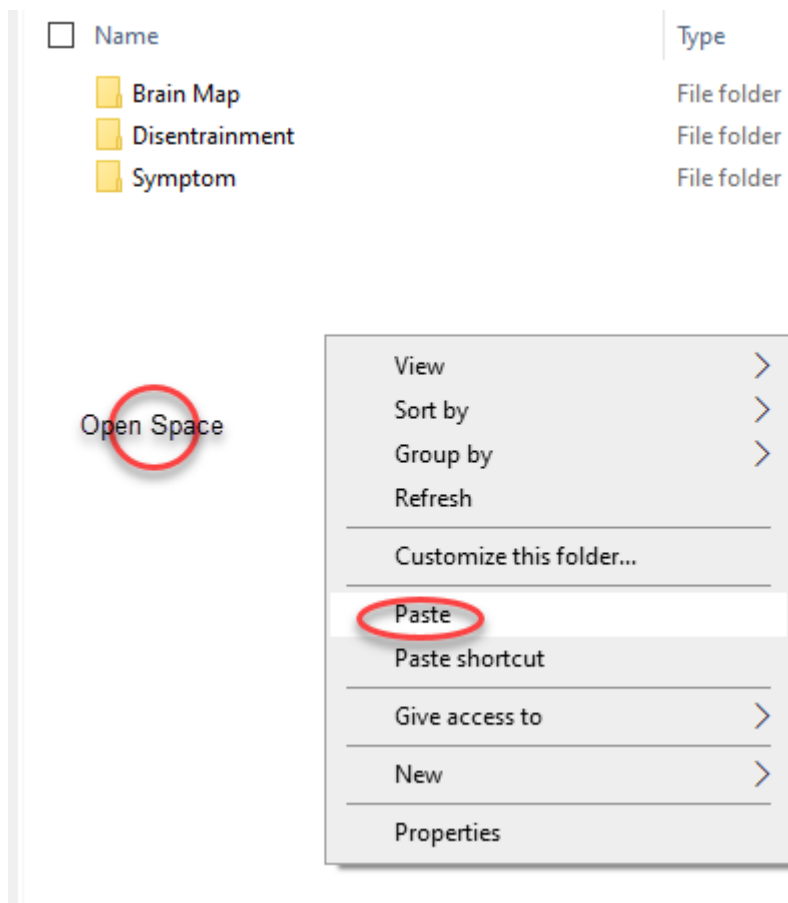 Name Type
Brain Map File folder
Disentrainment File folder
Symptom File folder
View
Open Space
Sort by
Group by
Refresh
Customize this folder...
Paste
Paste shortcut
Give access to
New
Properties